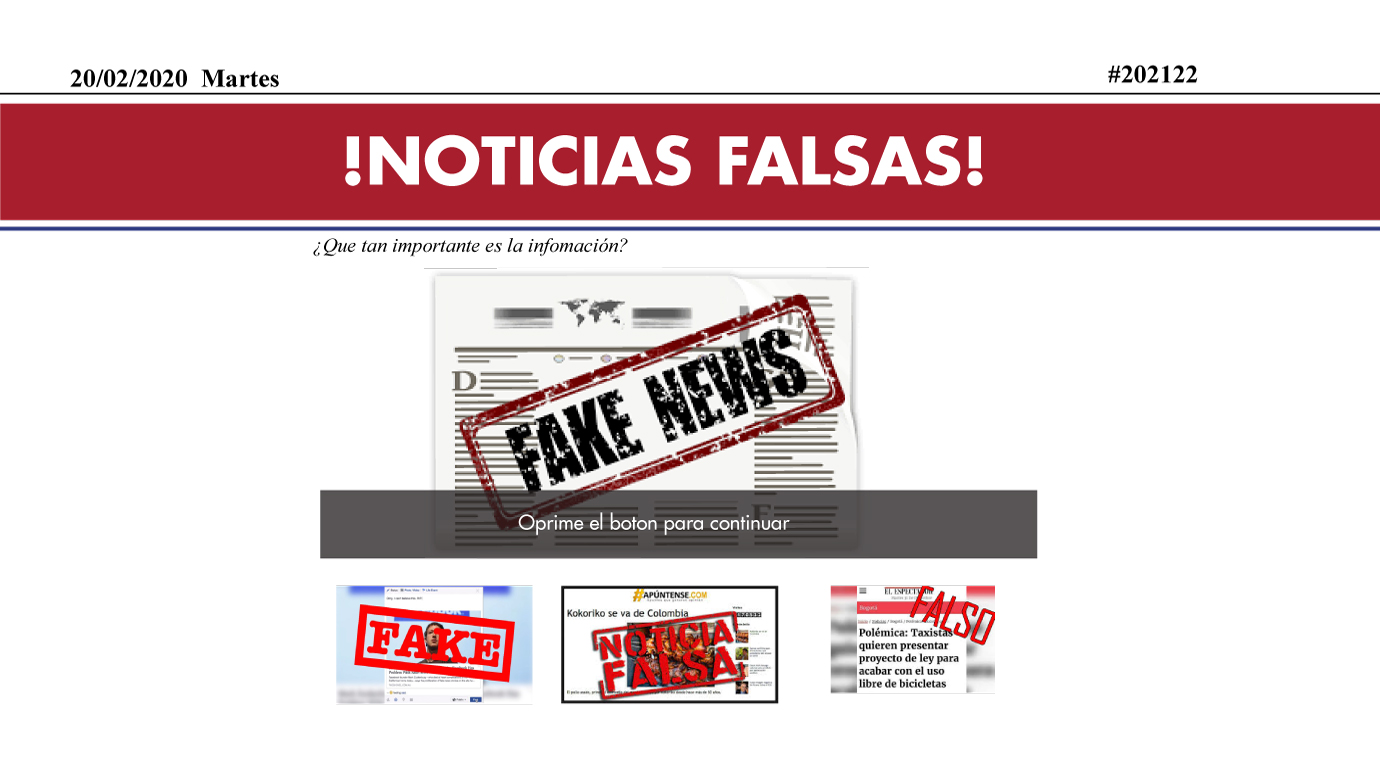 20/02/2020 Martes
#202122
!NOTICIAS FALSAS!
¿Que tan importante es la infomación?
D
FAKE NEWS
E
Oprime el boton para continuar
FAKE
#APÚNTENSE.COM
Kokoriko se va de Colombia
NOTICIA
FALSA
EL ESPECTADOR
FALSO
Bogotá
Polémica: Taxistas
quieren presentar
proyecto de ley para
acabar con el uso
libre de bicicletas